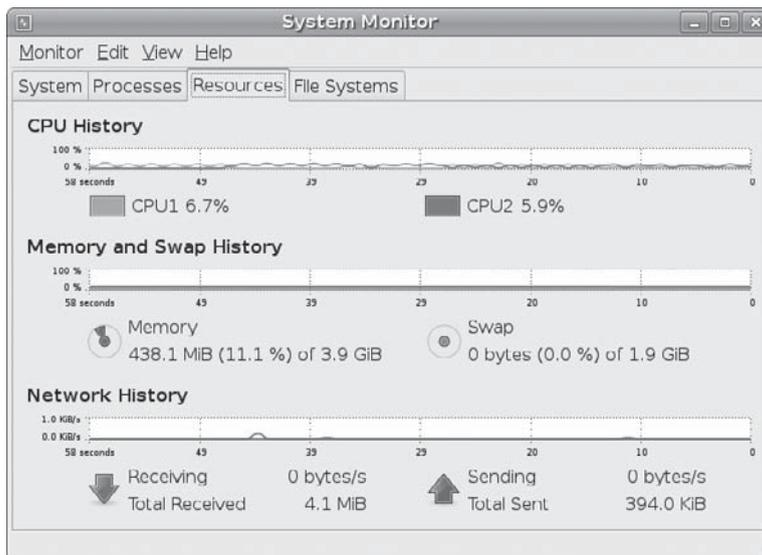 System Monitor
Monitor Edit View Help
System Processes Resources File Systems
CPU History
100 %
0 %
58 seconds 49 39 29 20 10 0
CPU1 6.7% CPU2 5.9%
Memory and Swap History
100 %
0 %
58 seconds 49 39 29 20 10 0
Memory Swap
438.1 MiB (11.1 %) of 3.9 GiB 0 bytes (0.0 %) of 1.9 GiB
Network History
1.0 KiB/s
0.0 KiB/s
58 seconds 49 39 29 20 10 0
Receiving 0 bytes/s Sending 0 bytes/s
Total Received 4.1 MiB Total Sent 394.0 KiB